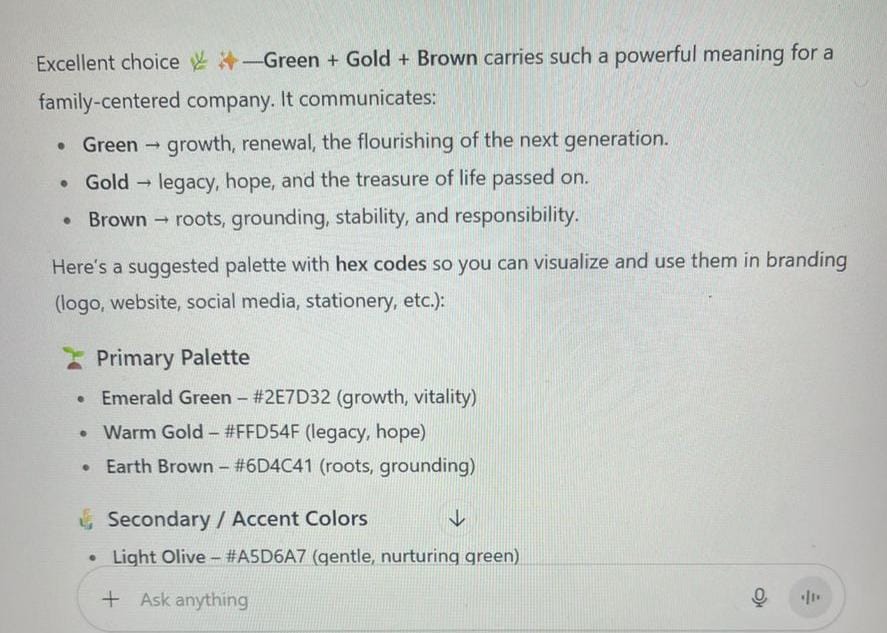 Excellent choice 🌿 ✨—Green + Gold + Brown carries such a powerful meaning for a
family-centered company. It communicates:
• Green → growth, renewal, the flourishing of the next generation.
• Gold → legacy, hope, and the treasure of life passed on.
• Brown → roots, grounding, stability, and responsibility.
Here's a suggested palette with hex codes so you can visualize and use them in branding
(logo, website, social media, stationery, etc.):
🌱 Primary Palette
• Emerald Green – #2E7D32 (growth, vitality)
• Warm Gold – #FFD54F (legacy, hope)
• Earth Brown – #6D4C41 (roots, grounding)
Secondary / Accent Colors
• Light Olive – #A5D6A7 (gentle, nurturing green)
+ Ask anything